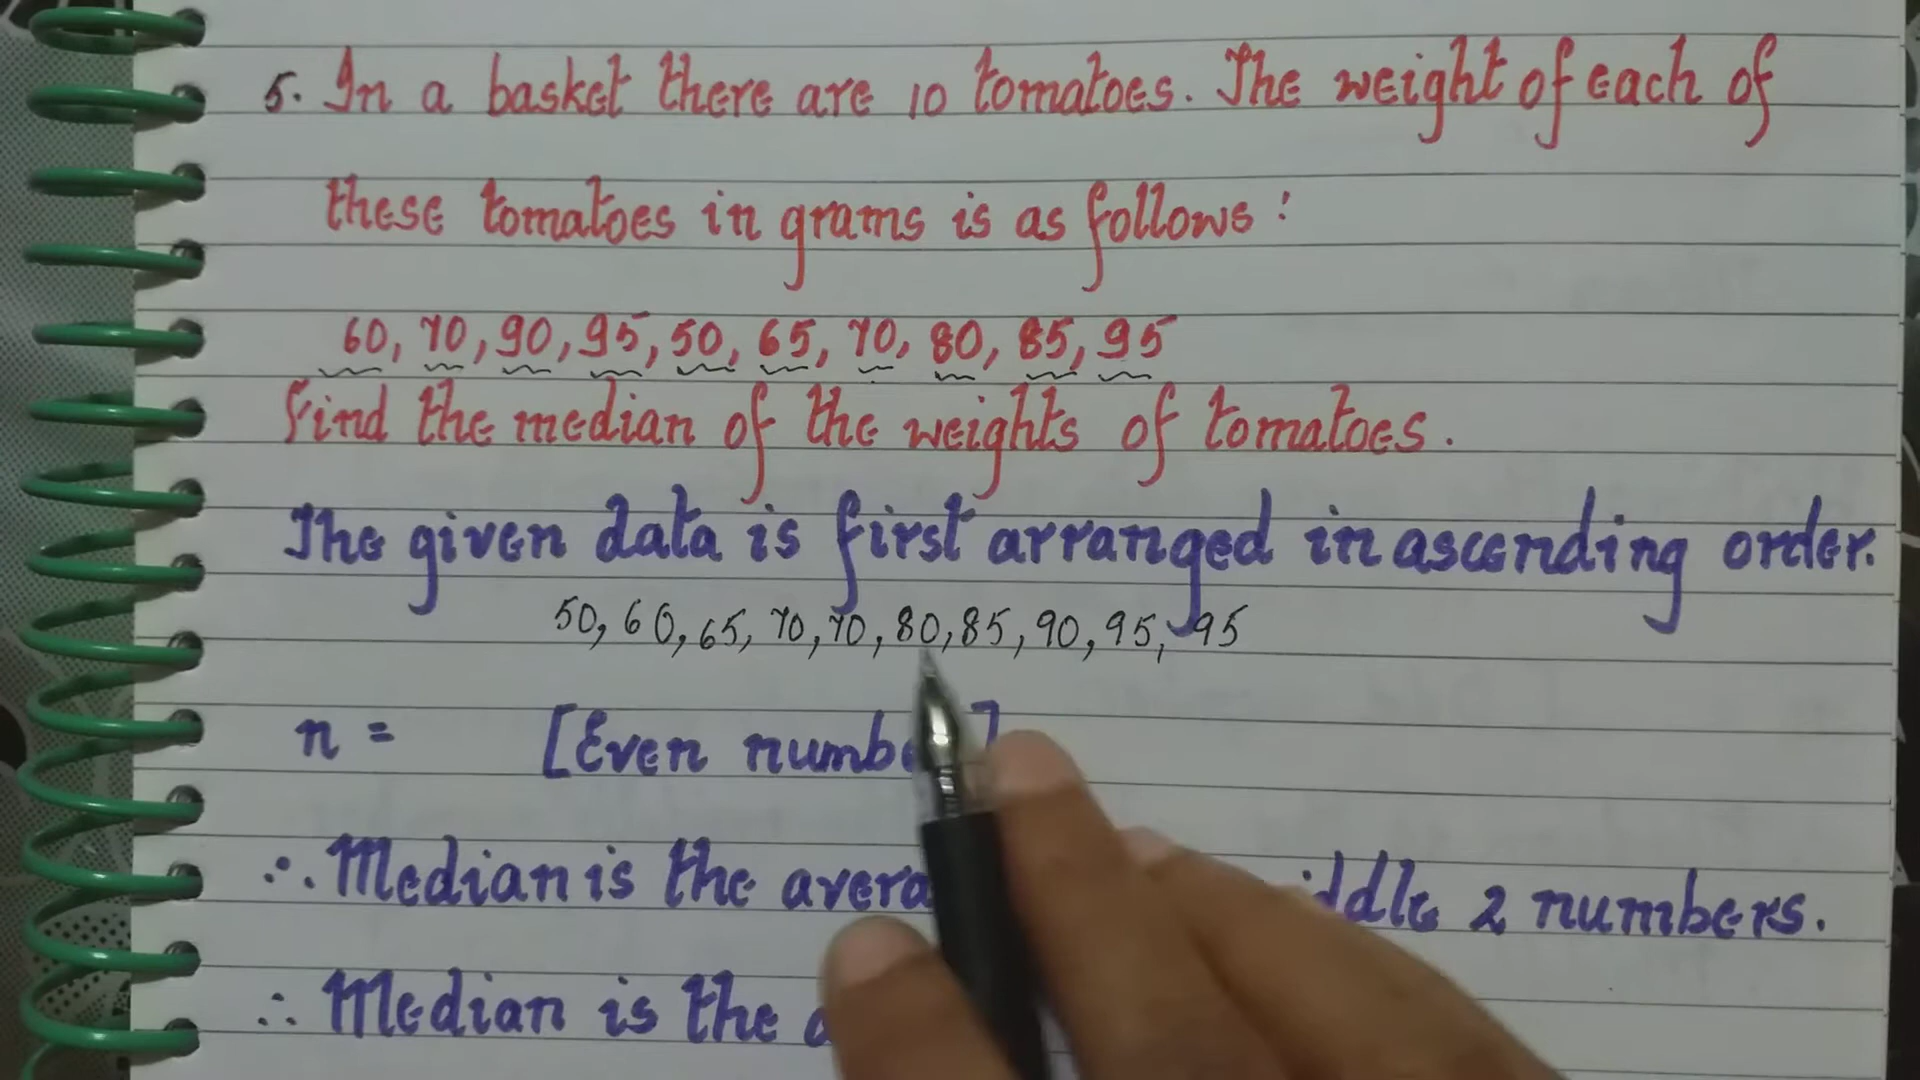 5. In a basket there are 10 tomatoes. The weight of each of
these tomatoes in grams is as follows:
60, 70, 90, 95, 50, 65, 70, 80, 85, 95
Find the median of the weights of tomatoes.
The given data is first arranged in ascending order.
50, 60, 65, 70, 70, 80, 85, 90, 95, 95
n = [Even numbe]
∴ Median is the avera iddle 2 numbers.
∴ Median is the a